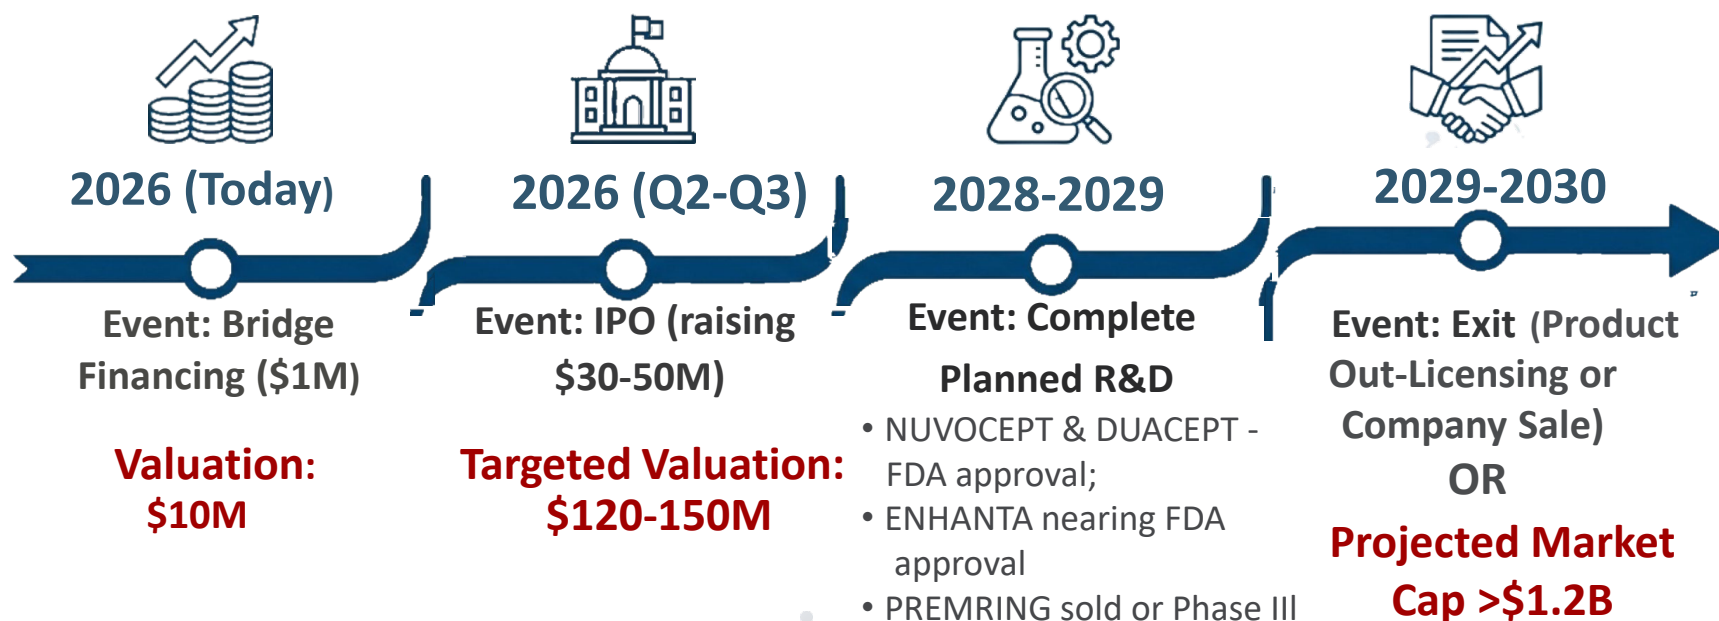 2026 (Today)
Event: Bridge
Financing ($1M)
Valuation:
$10M
2026 (Q2-Q3)
Event: IPO (raising
$30-50M)
Targeted Valuation:
$120-150M
2028-2029
Event: Complete
Planned R&D
• NUVOCEPT & DUACEPT -
FDA approval;
• ENHANTA nearing FDA
approval
• PREMRING sold or Phase III
2029-2030
Event: Exit (Product
Out-Licensing or
Company Sale)
OR
Projected Market
Cap >$1.2B